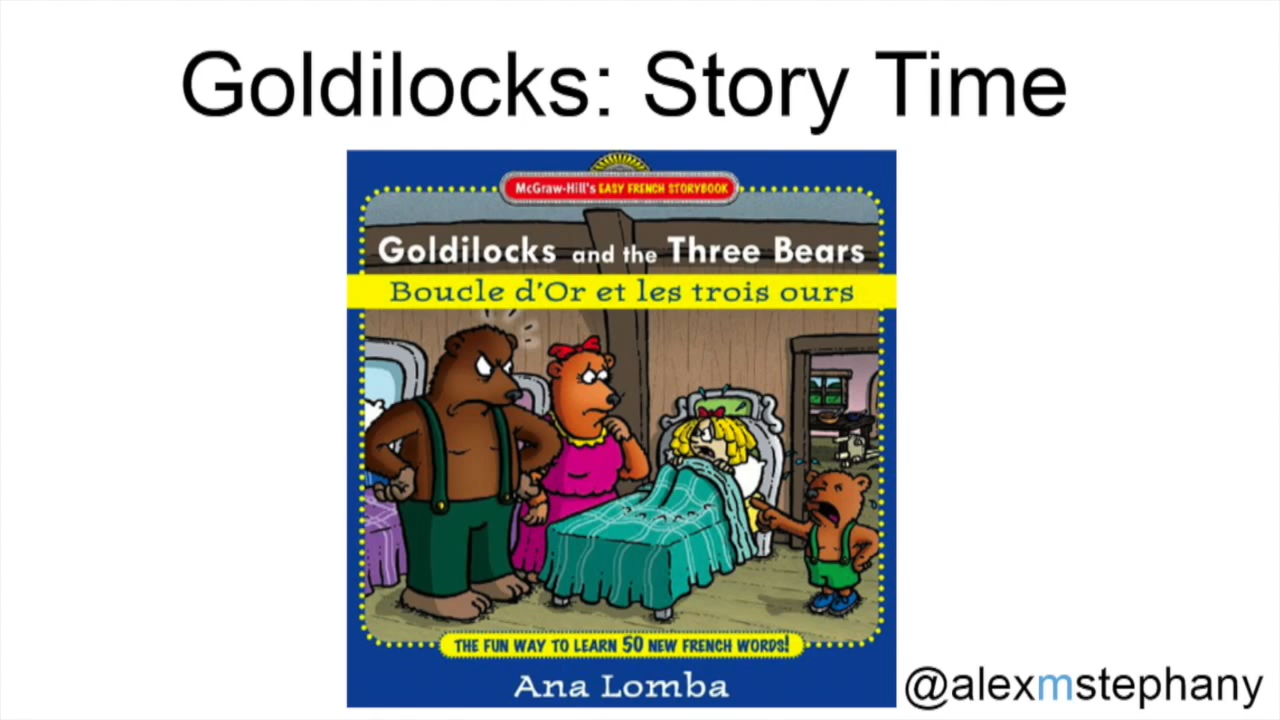 Goldilocks: Story Time
McGraw-Hill's EASY FRENCH STORYBOOK
Goldilocks and the Three Bears
Boucle d'Or et les trois ours
THE FUN WAY TO LEARN 50 NEW FRENCH WORDS!
Ana Lomba
@alexmstephany